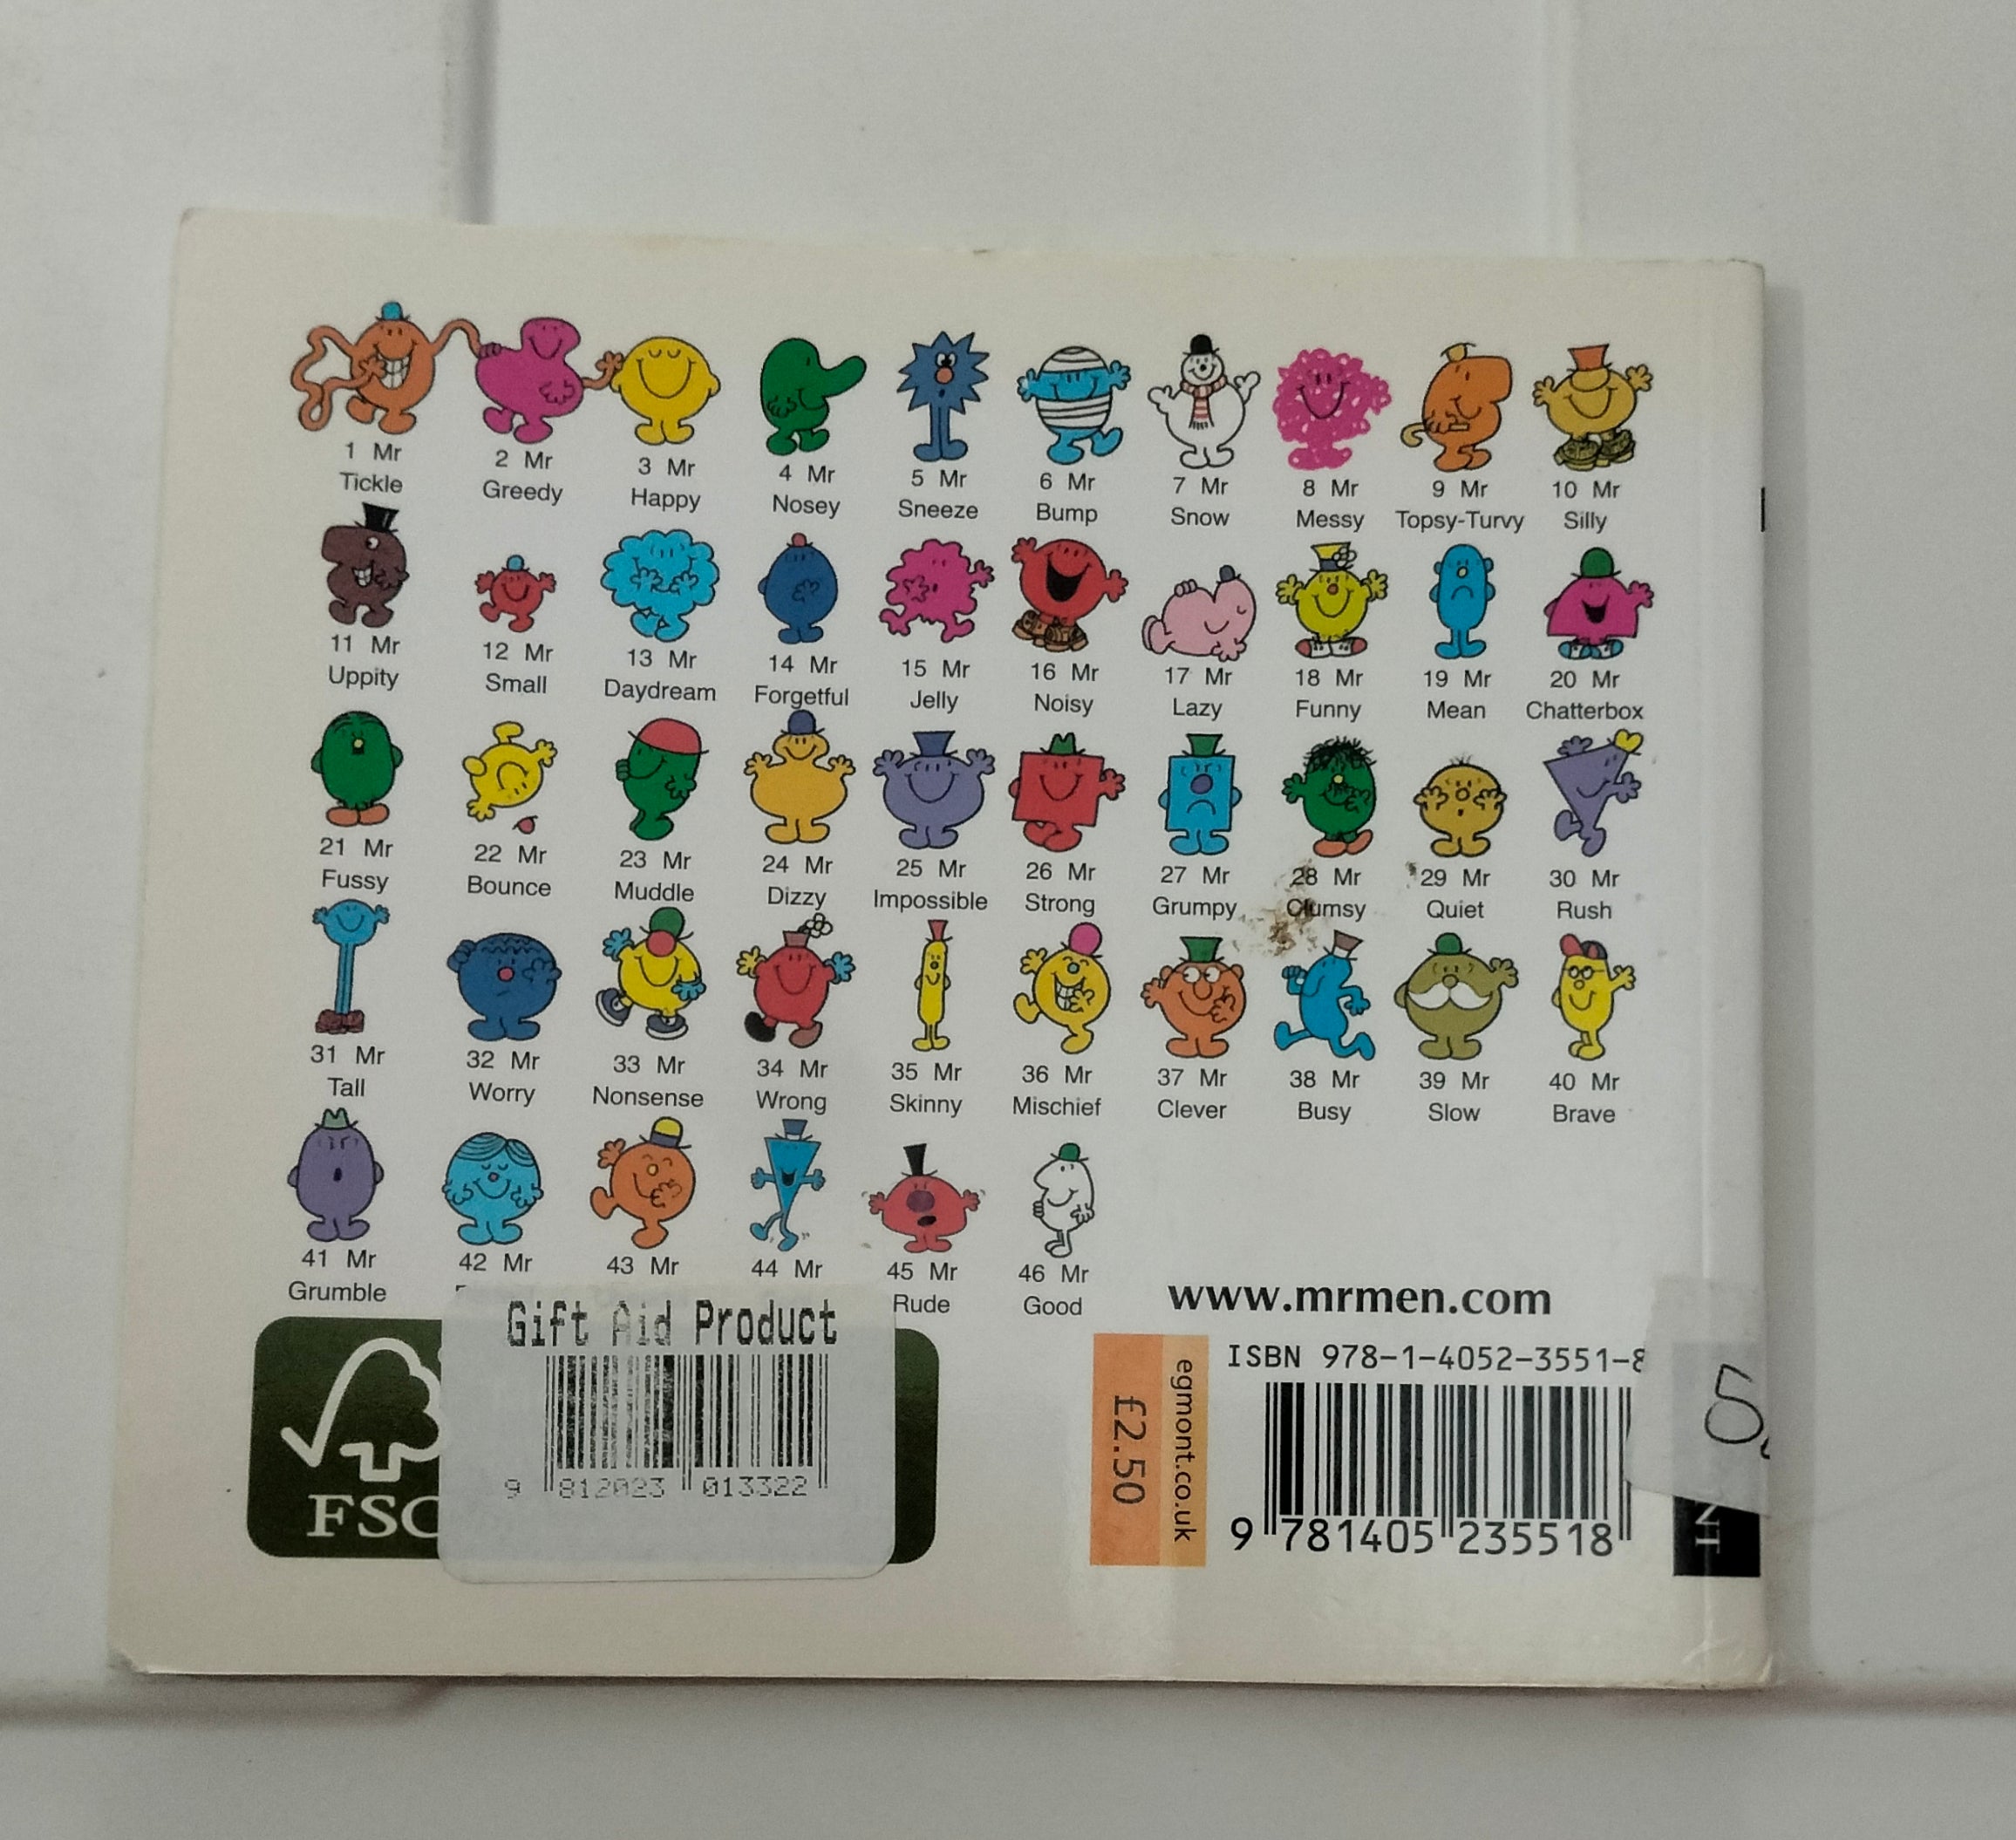 1 Mr 2 Mr 3 Mr 4 Mr 5 Mr 6 Mr 7 Mr 8 Mr 9 Mr 10 Mr
Tickle Greedy Happy Nosey Sneeze Bump Snow Messy Topsy-Turvy Silly
11 Mr 12 Mr 13 Mr 14 Mr 15 Mr 16 Mr 17 Mr 18 Mr 19 Mr 20 Mr
Uppity Small Daydream Forgetful Jelly Noisy Lazy Funny Mean Chatterbox
21 Mr 22 Mr 23 Mr 24 Mr 25 Mr 26 Mr 27 Mr 28 Mr 29 Mr 30 Mr
Fussy Bounce Muddle Dizzy Impossible Strong Grumpy Clumsy Quiet Rush
31 Mr 32 Mr 33 Mr 34 Mr 35 Mr 36 Mr 37 Mr 38 Mr 39 Mr 40 Mr
Tall Worry Nonsense Wrong Skinny Mischief Clever Busy Slow Brave
41 Mr 42 Mr 43 Mr 44 Mr 45 Mr 46 Mr
Grumble Rude Good
www.mrmen.com
Gift Aid Product
9 812023 013322
FSC
egmont.co.uk
£2.50
ISBN 978-1-4052-3551-8
9 781405 235518
5